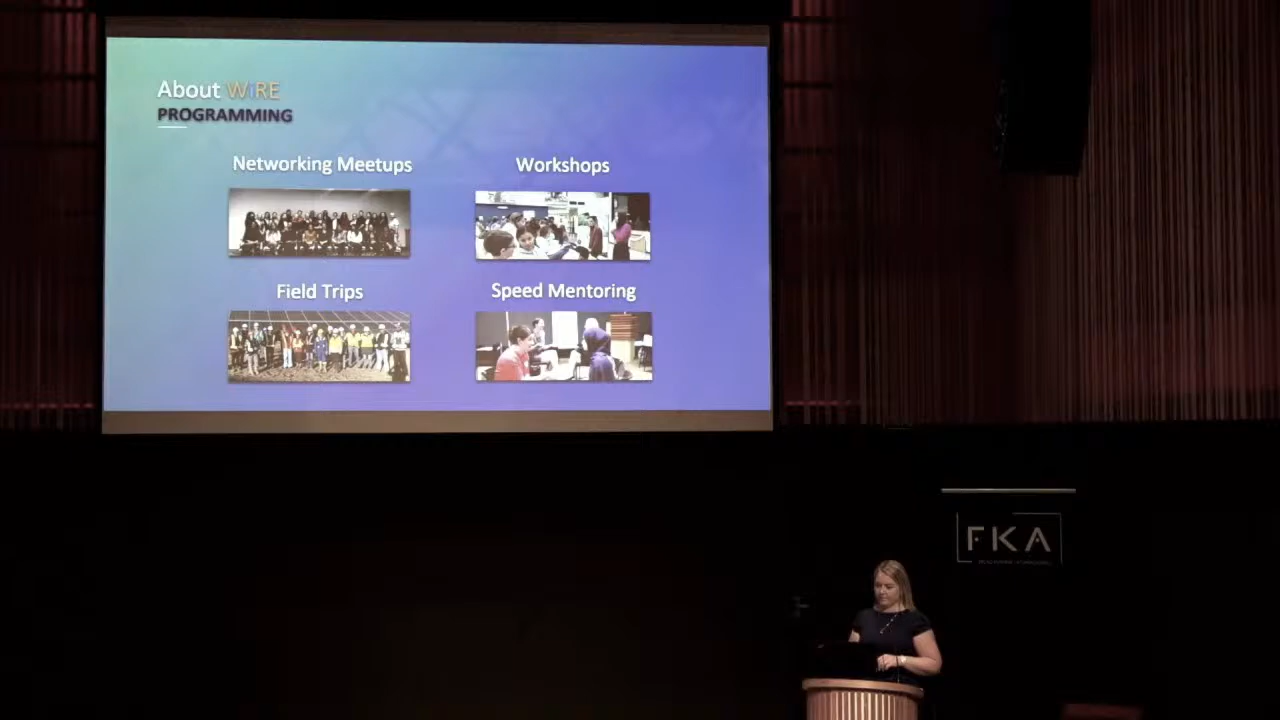 About WiRE
PROGRAMMING
Networking Meetups
Workshops
Field Trips
Speed Mentoring
FKA